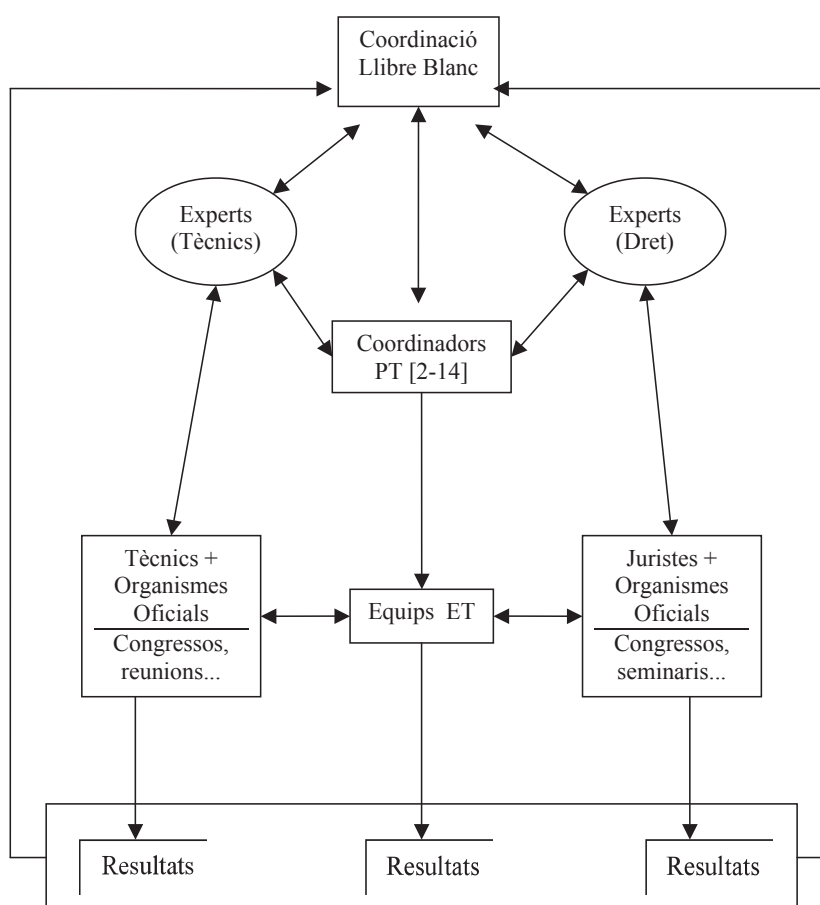 Coordinació
Llibre Blanc
Experts
(Tècnics)
Experts
(Dret)
Coordinadors
PT [2-14]
Tècnics +
Organismes
Oficials
Congressos,
reunions...
Equips ET
Juristes +
Organismes
Oficials
Congressos,
seminaris...
Resultats
Resultats
Resultats